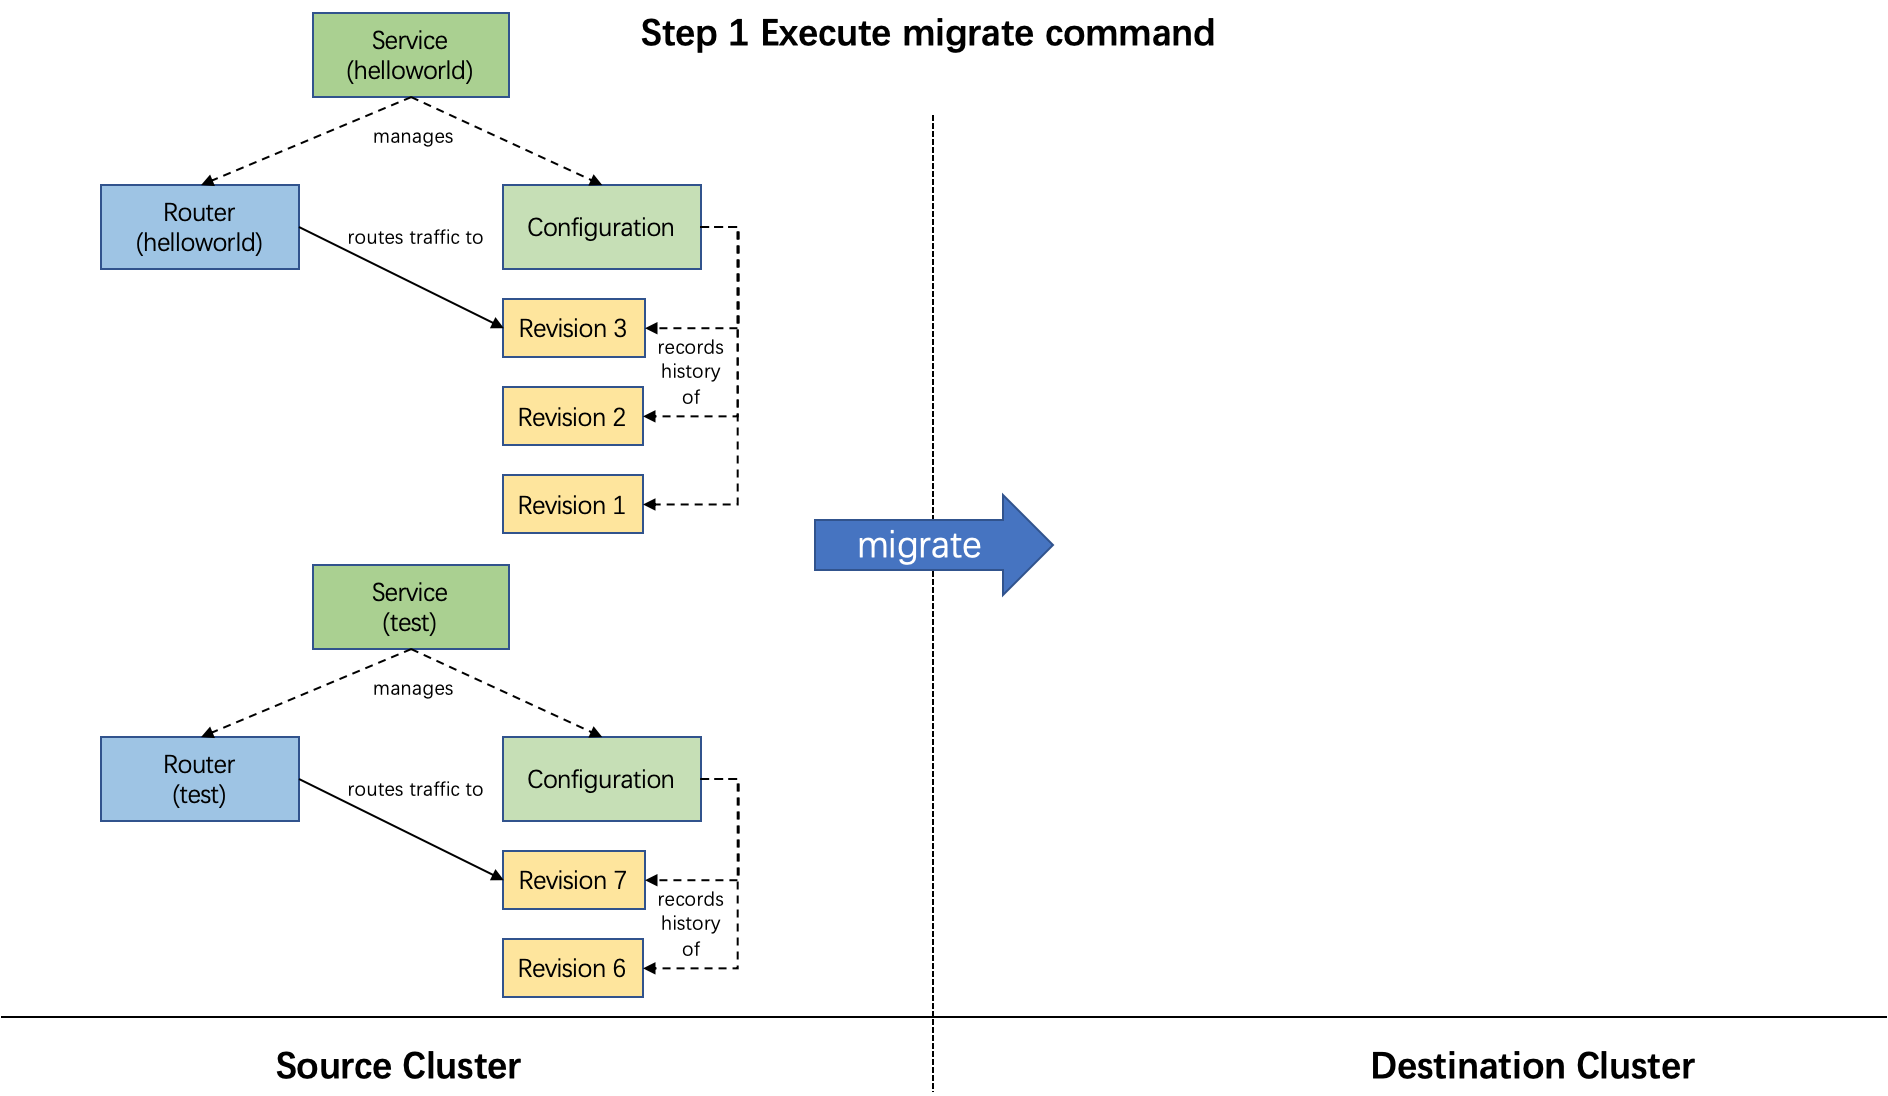 Step 1 Execute migrate command
Service
(helloworld)
manages
Router
(helloworld)
routes traffic to
Configuration
Revision 3
records
history
of
Revision 2
Revision 1
migrate
Service
(test)
manages
Router
(test)
routes traffic to
Configuration
Revision 7
records
history
of
Revision 6
Source Cluster
Destination Cluster